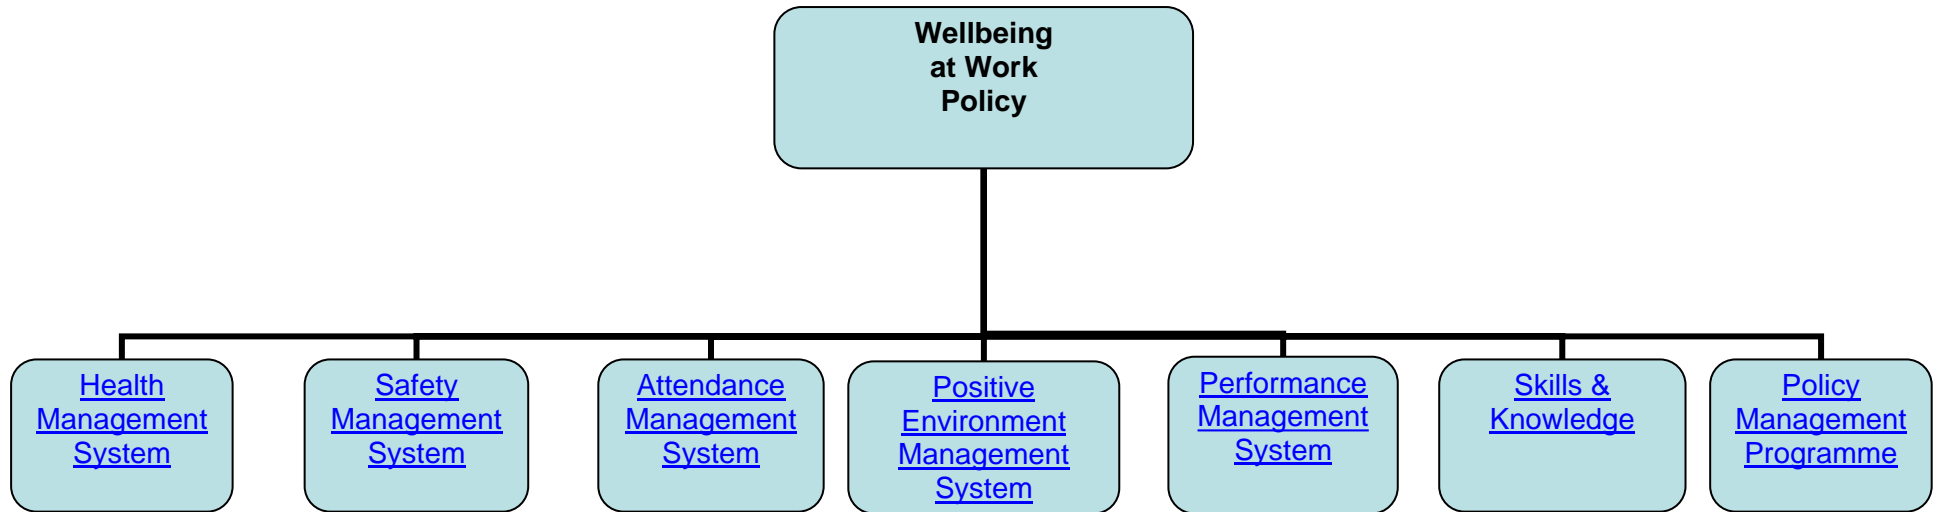 Wellbeing
at Work
Policy
Health
Management
System
Safety
Management
System
Attendance
Management
System
Positive
Environment
Management
System
Performance
Management
System
Skills &
Knowledge
Policy
Management
Programme